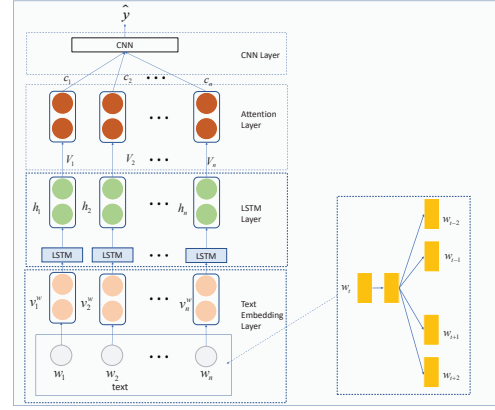 ŷ
CNN
CNN Layer
c₁ c₂ ••• cₙ
Attention
Layer
•••
V₁ V₂ ••• Vₙ
h₁ h₂ ••• hₙ
LSTM
Layer
LSTM LSTM ••• LSTM
v₁ʷ v₂ʷ ••• vₙʷ
Text
Embedding
Layer
w₁ w₂ ••• wₙ
text
wₜ
wₜ₋₂
wₜ₋₁
wₜ₊₁
wₜ₊₂